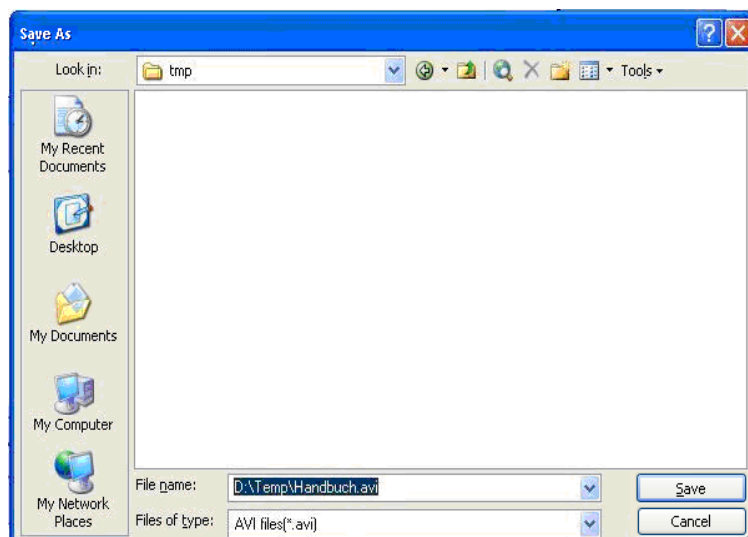 Save As
Look in:
tmp
Tools
My Recent
Documents
Desktop
My Documents
My Computer
My Network
Places
File name:
D:\Temp\Handbuch.avi
Save
Files of type:
AVI files(*.avi)
Cancel